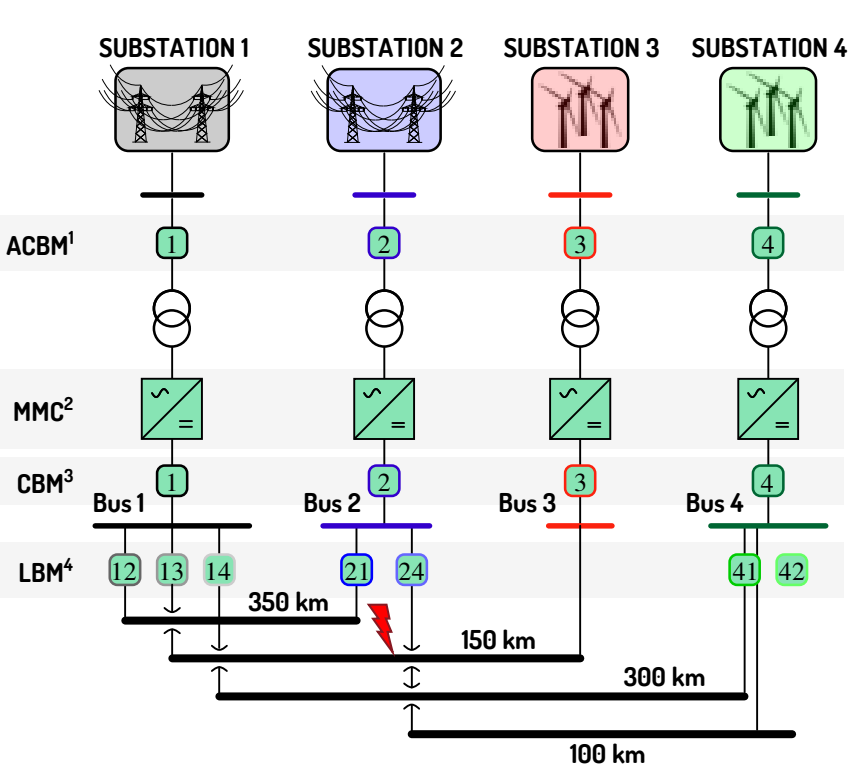 SUBSTATION 1 SUBSTATION 2 SUBSTATION 3 SUBSTATION 4
ACBM¹ 1 2 3 4
MMC²
CBM³ 1 2 3 4
Bus 1 Bus 2 Bus 3 Bus 4
LBM⁴ 12 13 14 21 24 41 42
350 km
150 km
300 km
100 km